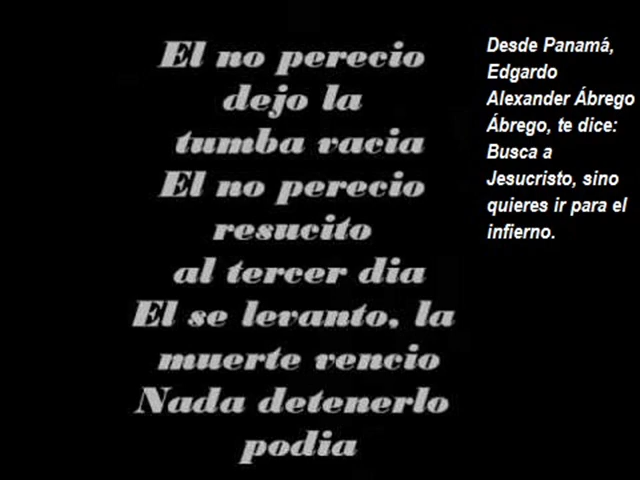 El no perecio
dejo la
tumba vacia
El no perecio
resucito
al tercer dia
El se levanto, la
muerte vencio
Nada detenerlo
podia
Desde Panamá,
Edgardo
Alexander Ábrego
Ábrego, te dice:
Busca a
Jesucristo, sino
quieres ir para el
infierno.